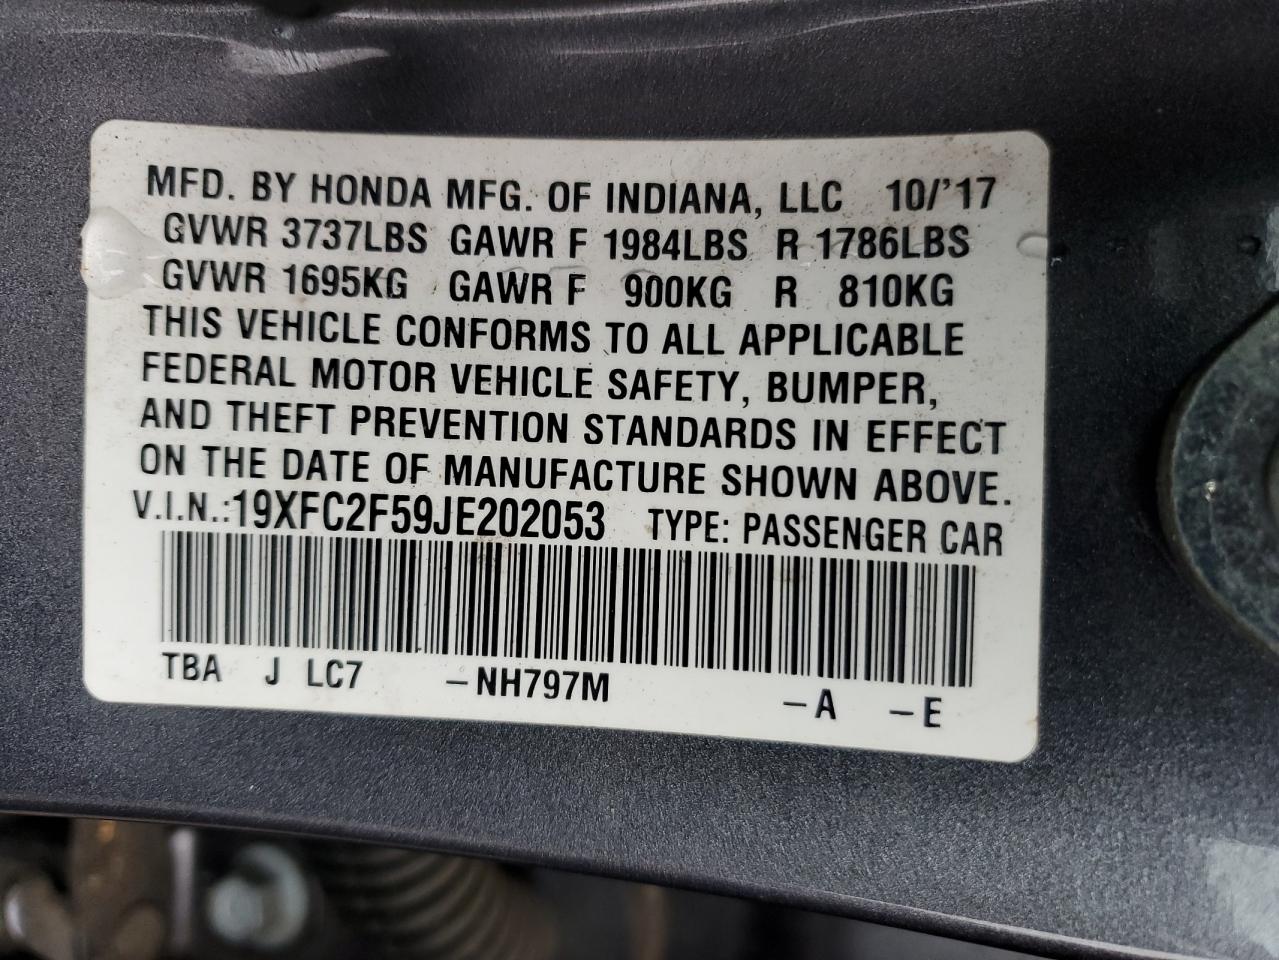 MFD. BY HONDA MFG. OF INDIANA, LLC 10/'17
GVWR 3737LBS GAWR F 1984LBS R 1786LBS
GVWR 1695KG GAWR F 900KG R 810KG
THIS VEHICLE CONFORMS TO ALL APPLICABLE
FEDERAL MOTOR VEHICLE SAFETY, BUMPER,
AND THEFT PREVENTION STANDARDS IN EFFECT
ON THE DATE OF MANUFACTURE SHOWN ABOVE.
V.I.N.:19XFC2F59JE202053 TYPE: PASSENGER CAR
TBA J LC7 –NH797M –A –E